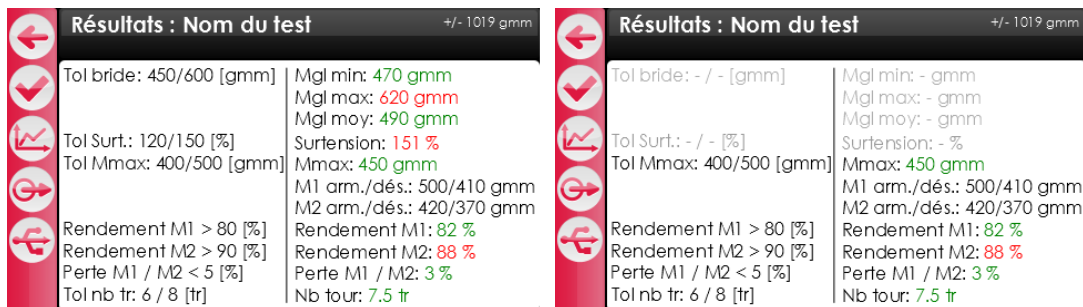 Résultats : Nom du test
+/- 1019 gmm
Tol bride: 450/600 [gmm]
Tol Surt.: 120/150 [%]
Tol Mmax: 400/500 [gmm]
Rendement M1 > 80 [%]
Rendement M2 > 90 [%]
Perte M1 / M2 < 5 [%]
Tol nb tr: 6 / 8 [tr]
Mgl min: 470 gmm
Mgl max: 620 gmm
Mgl moy: 490 gmm
Surtension: 151 %
Mmax: 450 gmm
M1 arm./dés.: 500/410 gmm
M2 arm./dés.: 420/370 gmm
Rendement M1: 82 %
Rendement M2: 88 %
Perte M1 / M2: 3 %
Nb tour: 7.5 tr
Résultats : Nom du test
+/- 1019 gmm
Tol bride: - / - [gmm]
Tol Surt.: - / - [%]
Tol Mmax: 400/500 [gmm]
Rendement M1 > 80 [%]
Rendement M2 > 90 [%]
Perte M1 / M2 < 5 [%]
Tol nb tr: 6 / 8 [tr]
Mgl min: - gmm
Mgl max: - gmm
Mgl moy: - gmm
Surtension: - %
Mmax: 450 gmm
M1 arm./dés.: 500/410 gmm
M2 arm./dés.: 420/370 gmm
Rendement M1: 82 %
Rendement M2: 88 %
Perte M1 / M2: 3 %
Nb tour: 7.5 tr